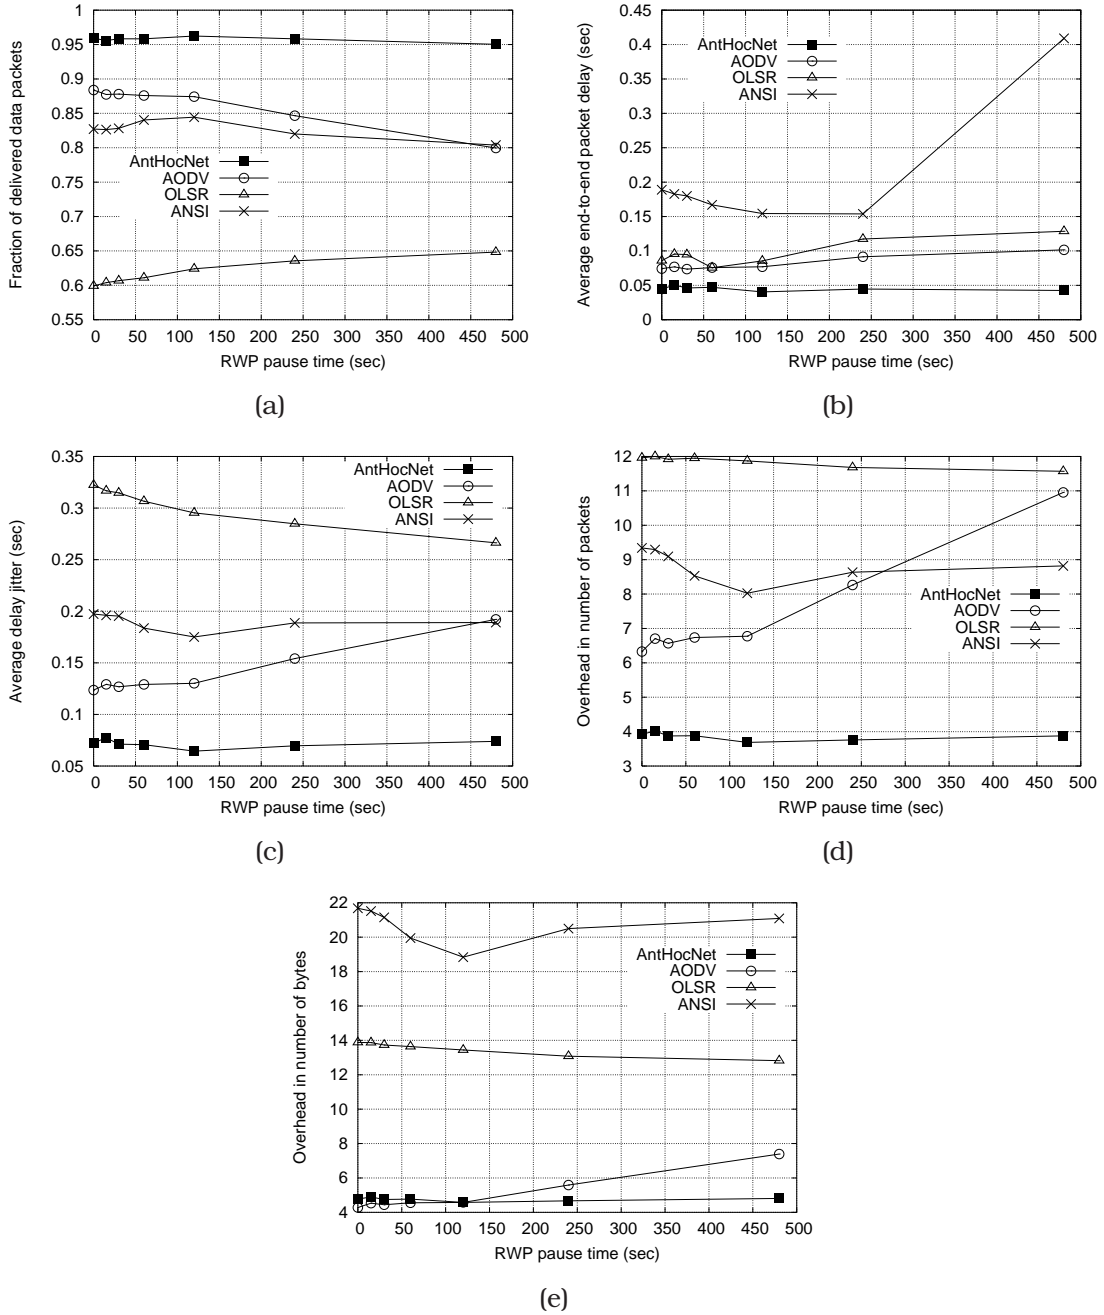 1
0.95
0.9
0.85
0.8
0.75
0.7
0.65
0.6
0.55
Fraction of delivered data packets
AntHocNet
AODV
OLSR
ANSI
0 50 100 150 200 250 300 350 400 450 500
RWP pause time (sec)
(a)
0.45
0.4
0.35
0.3
0.25
0.2
0.15
0.1
0.05
0
Average end-to-end packet delay (sec)
AntHocNet
AODV
OLSR
ANSI
0 50 100 150 200 250 300 350 400 450 500
RWP pause time (sec)
(b)
0.35
0.3
0.25
0.2
0.15
0.1
0.05
Average delay jitter (sec)
AntHocNet
AODV
OLSR
ANSI
0 50 100 150 200 250 300 350 400 450 500
RWP pause time (sec)
(c)
12
11
10
9
8
7
6
5
4
3
Overhead in number of packets
AntHocNet
AODV
OLSR
ANSI
0 50 100 150 200 250 300 350 400 450 500
RWP pause time (sec)
(d)
22
20
18
16
14
12
10
8
6
4
Overhead in number of bytes
AntHocNet
AODV
OLSR
ANSI
0 50 100 150 200 250 300 350 400 450 500
RWP pause time (sec)
(e)